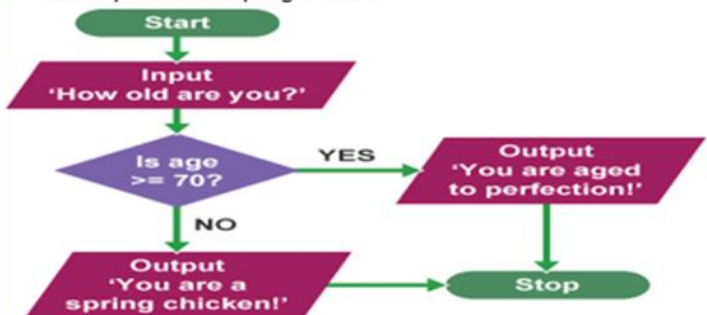 Start
Input
‘How old are you?’
Is age
>= 70?
YES
Output
‘You are aged
to perfection!’
NO
Output
‘You are a
spring chicken!’
Stop